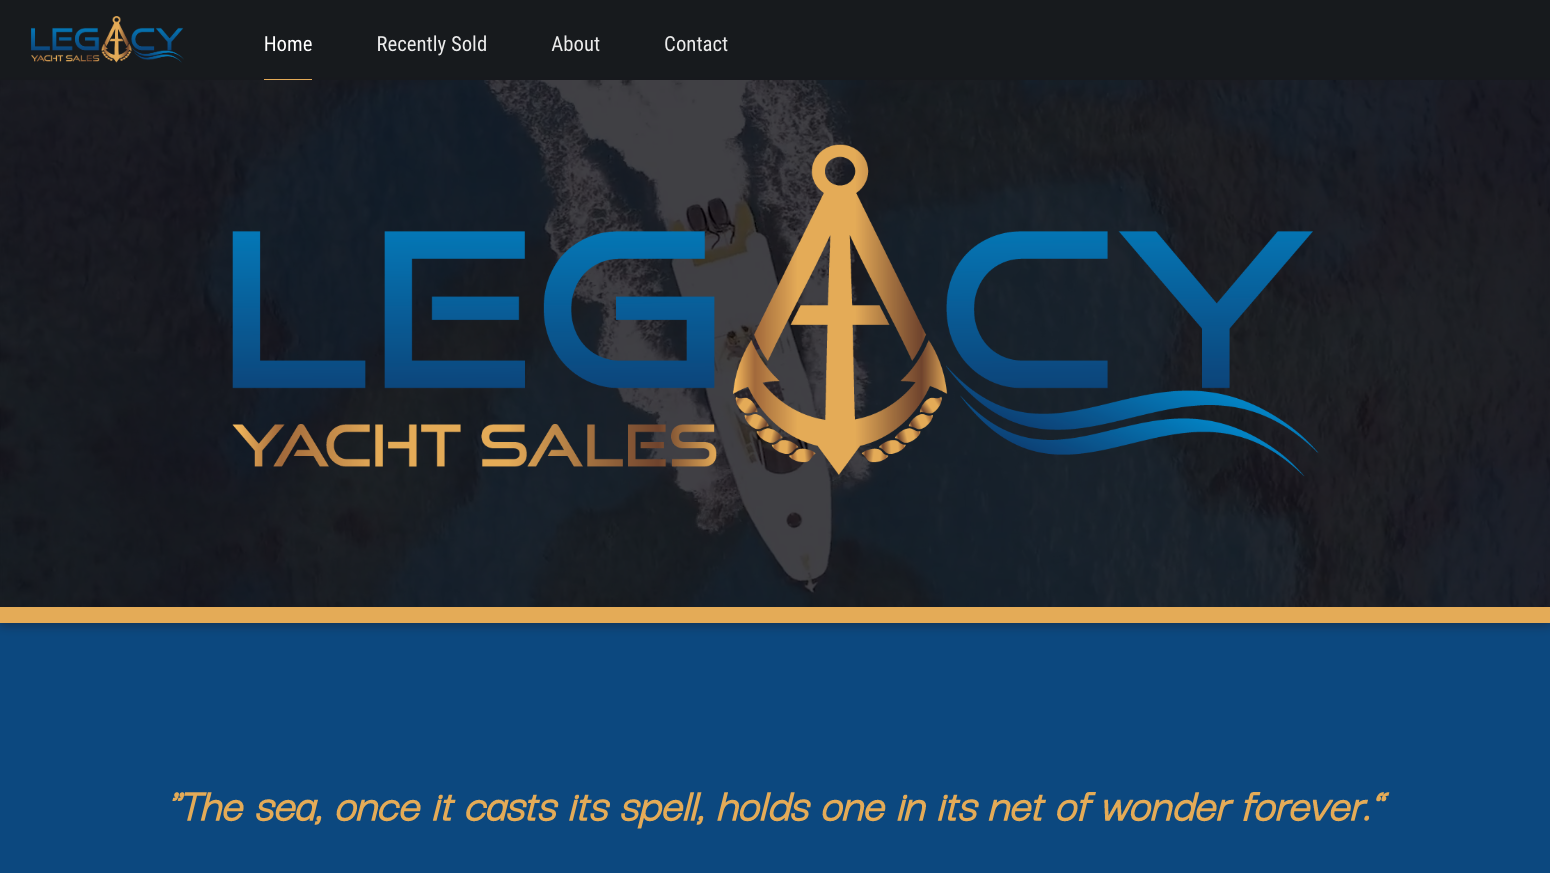 LEGACY
YACHT SALES
Home
Recently Sold
About
Contact
LEGACY
YACHT SALES
”The sea, once it casts its spell, holds one in its net of wonder forever.“